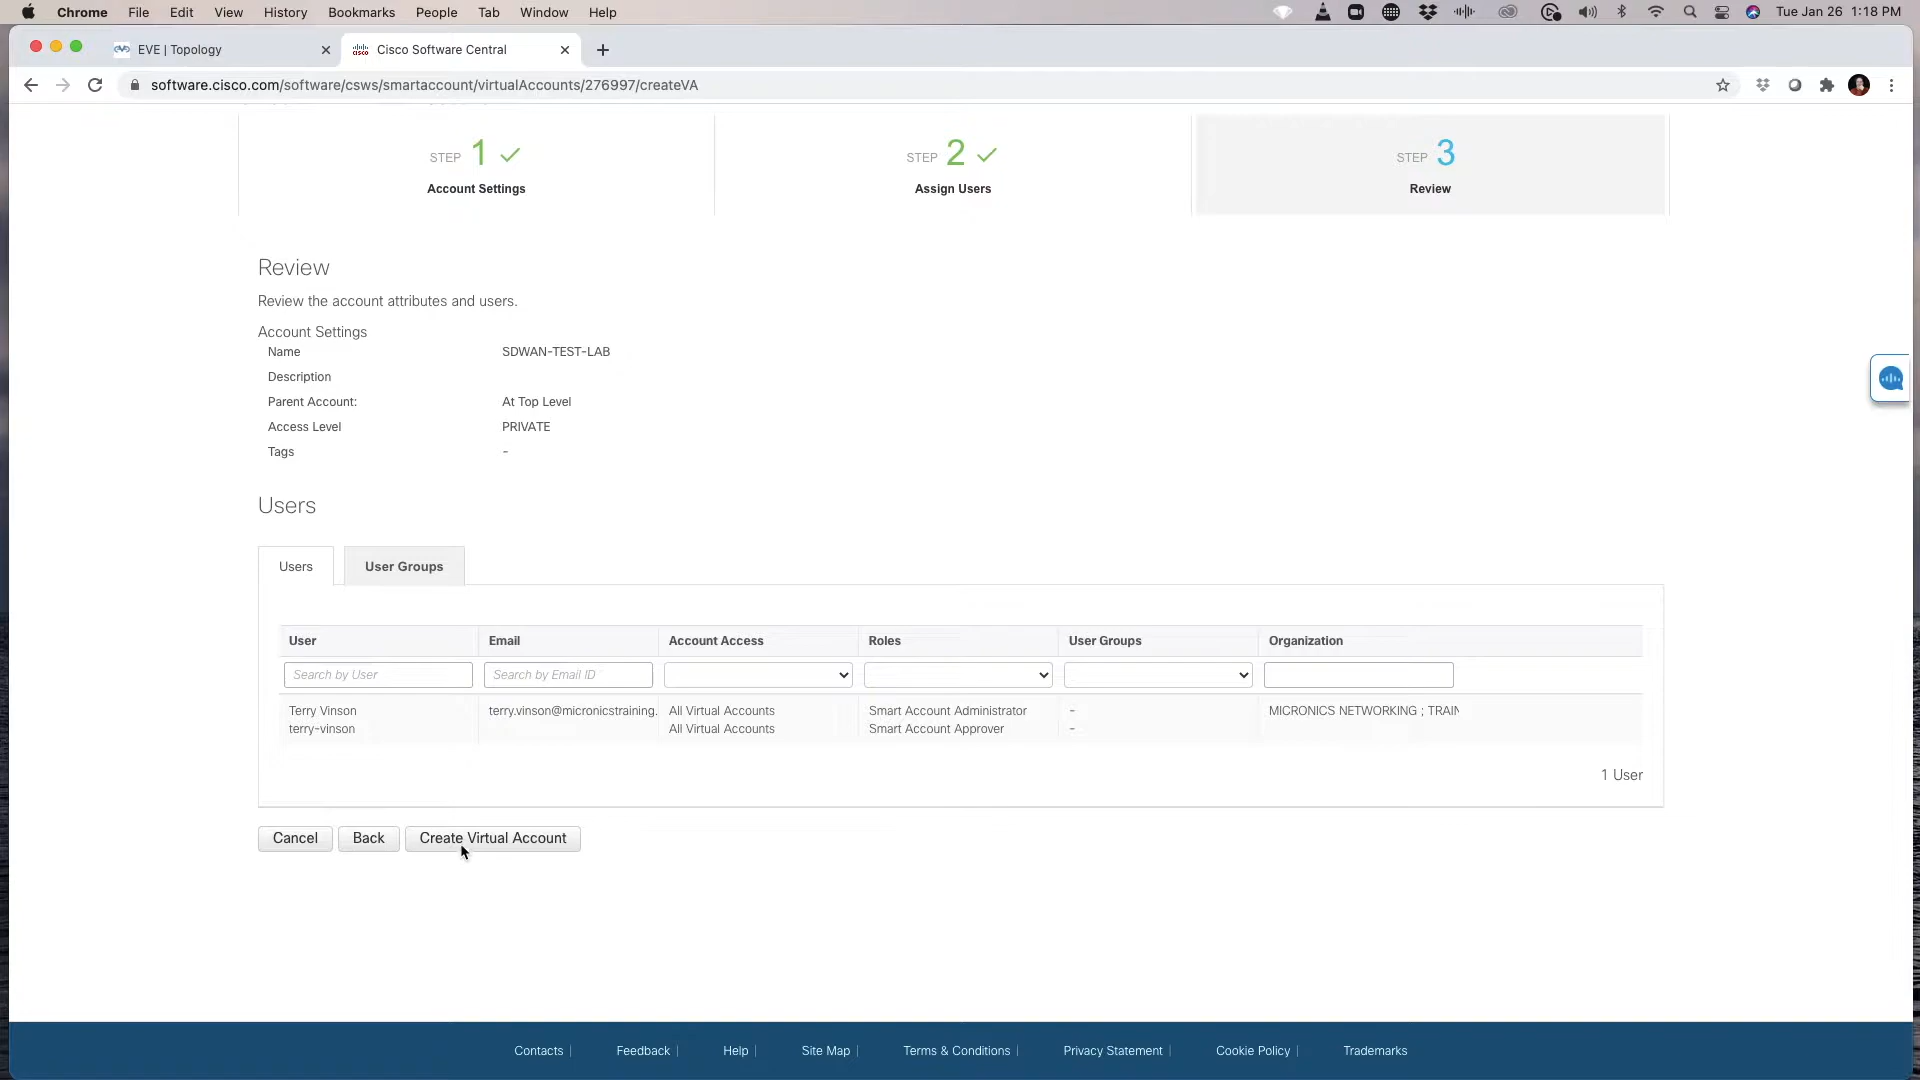 Chrome File Edit View History Bookmarks People Tab Window Help Tue Jan 26 1:18 PM
EVE | Topology Cisco Software Central
software.cisco.com/software/csws/smartaccount/virtualAccounts/276997/createVA
STEP 1 STEP 2 STEP 3
Account Settings Assign Users Review
Review
Review the account attributes and users.
Account Settings
Name SDWAN-TEST-LAB
Description
Parent Account: At Top Level
Access Level PRIVATE
Tags -
Users
Users User Groups
User Email Account Access Roles User Groups Organization
Search by User Search by Email ID
Terry Vinson terry.vinson@micronicstraining. All Virtual Accounts Smart Account Administrator - MICRONICS NETWORKING ; TRAIN
terry-vinson All Virtual Accounts Smart Account Approver -
1 User
Cancel Back Create Virtual Account
Contacts | Feedback | Help | Site Map | Terms & Conditions | Privacy Statement | Cookie Policy | Trademarks